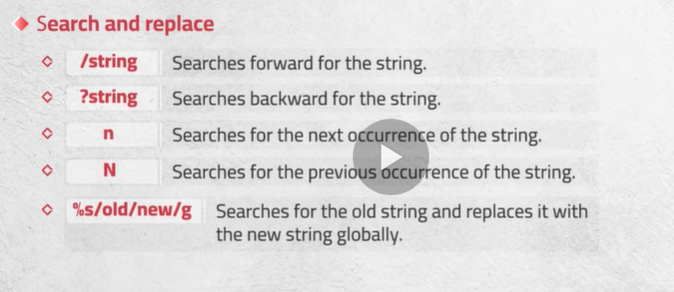 Search and replace
/string Searches forward for the string.
?string Searches backward for the string.
n Searches for the next occurrence of the string.
N Searches for the previous occurrence of the string.
%s/old/new/g Searches for the old string and replaces it with
the new string globally.